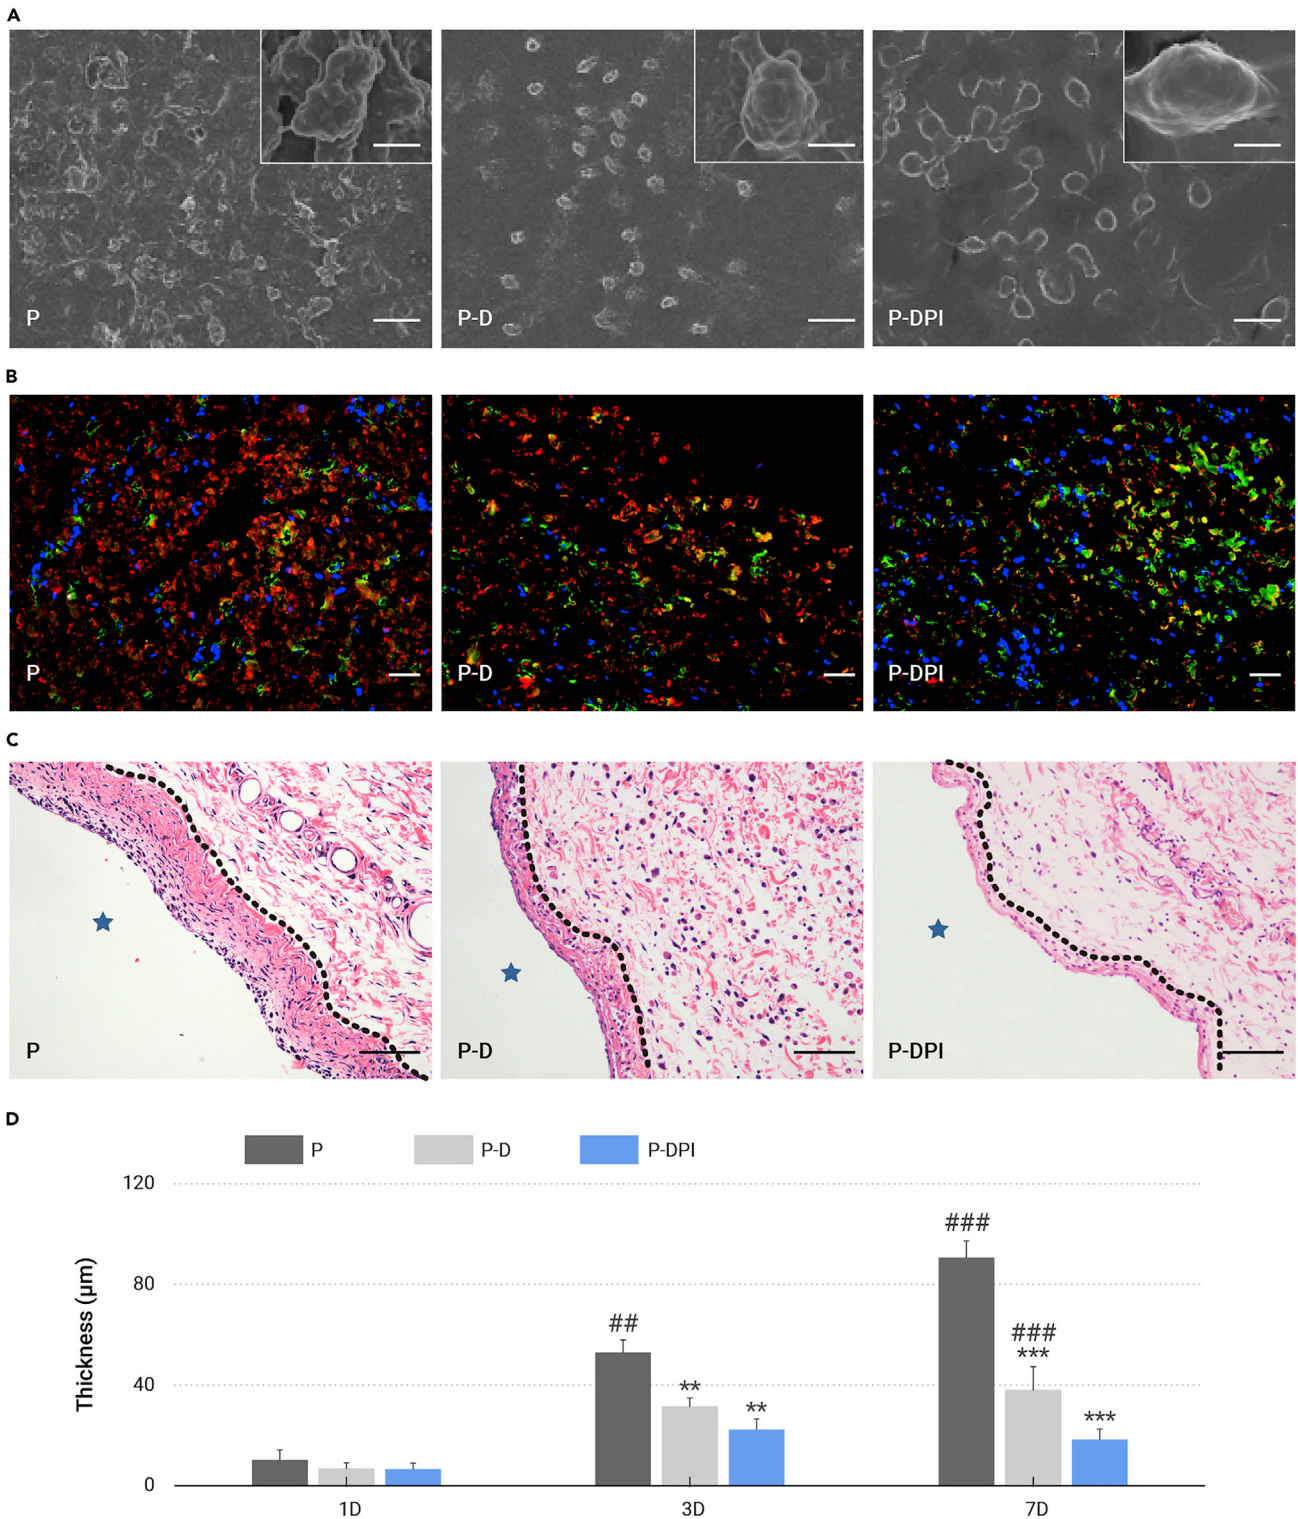 A
P
P-D
P-DPI
B
P
P-D
P-DPI
C
P
P-D
P-DPI
D
P
P-D
P-DPI
120
80
40
0
Thickness (μm)
##
**
**
###
###
***
***
1D
3D
7D